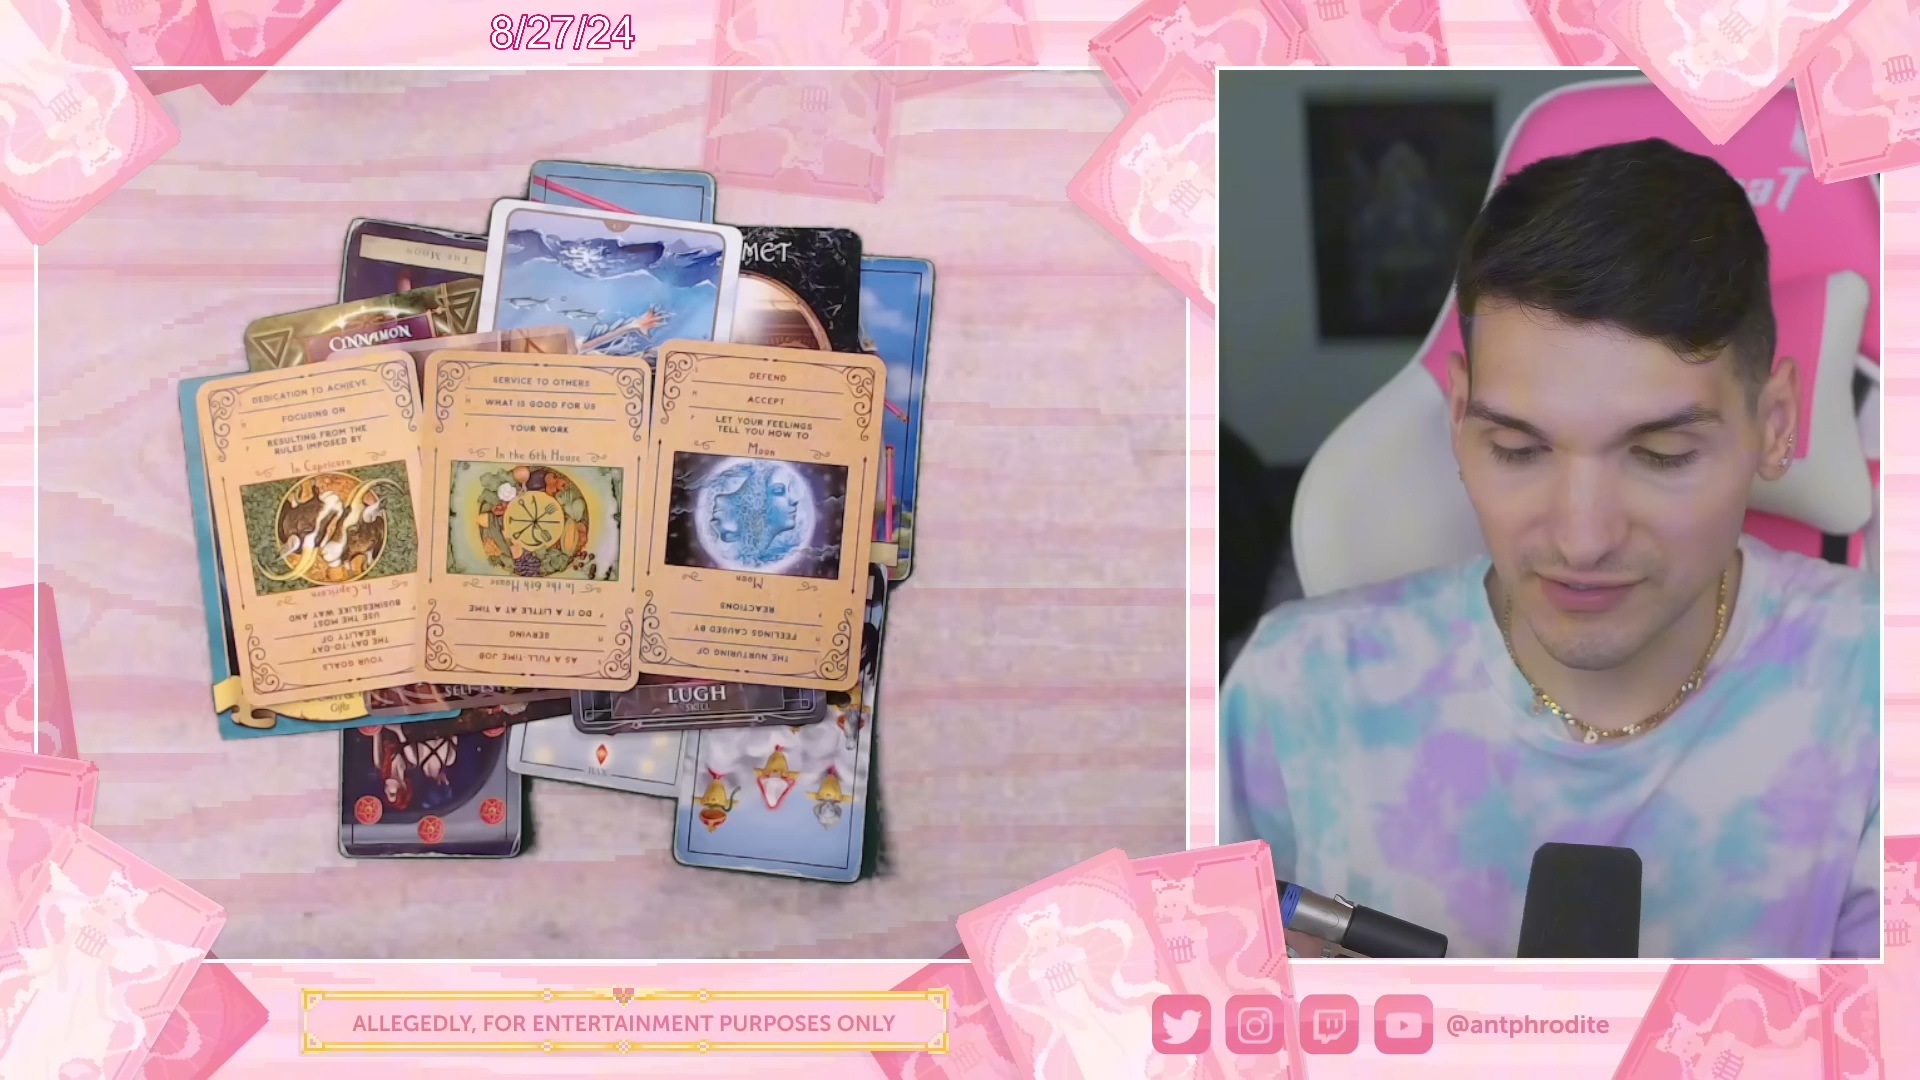 8/27/24
The Moon
MET
CINNAMON
DEDICATION TO ACHIEVE
FOCUSING ON
RESULTING FROM THE
RULES IMPOSED BY
In Capricorn
In Capricorn
USE THE MOST
BUSINESSLIKE WAY AND
THE DAY-TO-DAY
REALITY OF
YOUR GOALS
SERVICE TO OTHERS
WHAT IS GOOD FOR US
YOUR WORK
In the 6th House
In the 6th House
DO IT A LITTLE AT A TIME
SERVING
AS A FULL-TIME JOB
DEFEND
ACCEPT
LET YOUR FEELINGS
TELL YOU HOW TO
Moon
Moon
REACTIONS
FEELINGS CAUSED BY
THE NURTURING OF
Gifts
LUGH
SKILL
ALLEGEDLY, FOR ENTERTAINMENT PURPOSES ONLY
@antphrodite